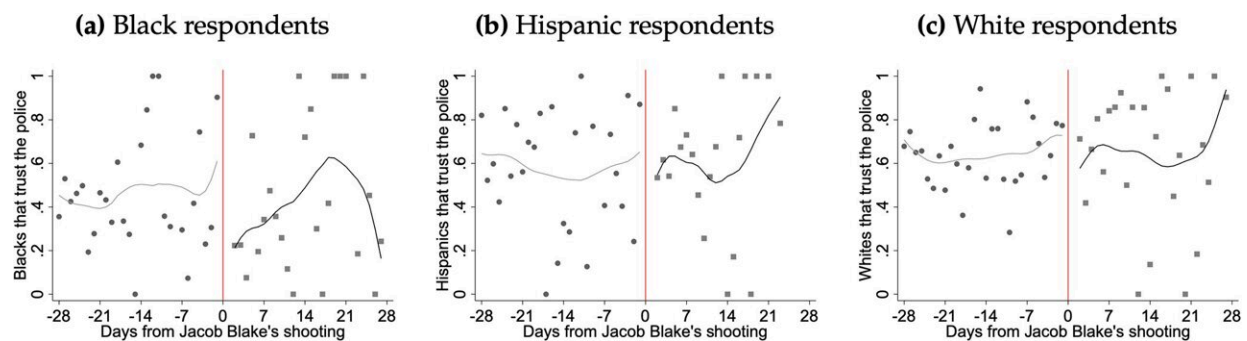 (a) Black respondents
Blacks that trust the police
0 .2 .4 .6 .8 1
-28 -21 -14 -7 0 7 14 21 28
Days from Jacob Blake's shooting
(b) Hispanic respondents
Hispanics that trust the police
0 .2 .4 .6 .8 1
-28 -21 -14 -7 0 7 14 21 28
Days from Jacob Blake's shooting
(c) White respondents
Whites that trust the police
0 .2 .4 .6 .8 1
-28 -21 -14 -7 0 7 14 21 28
Days from Jacob Blake's shooting